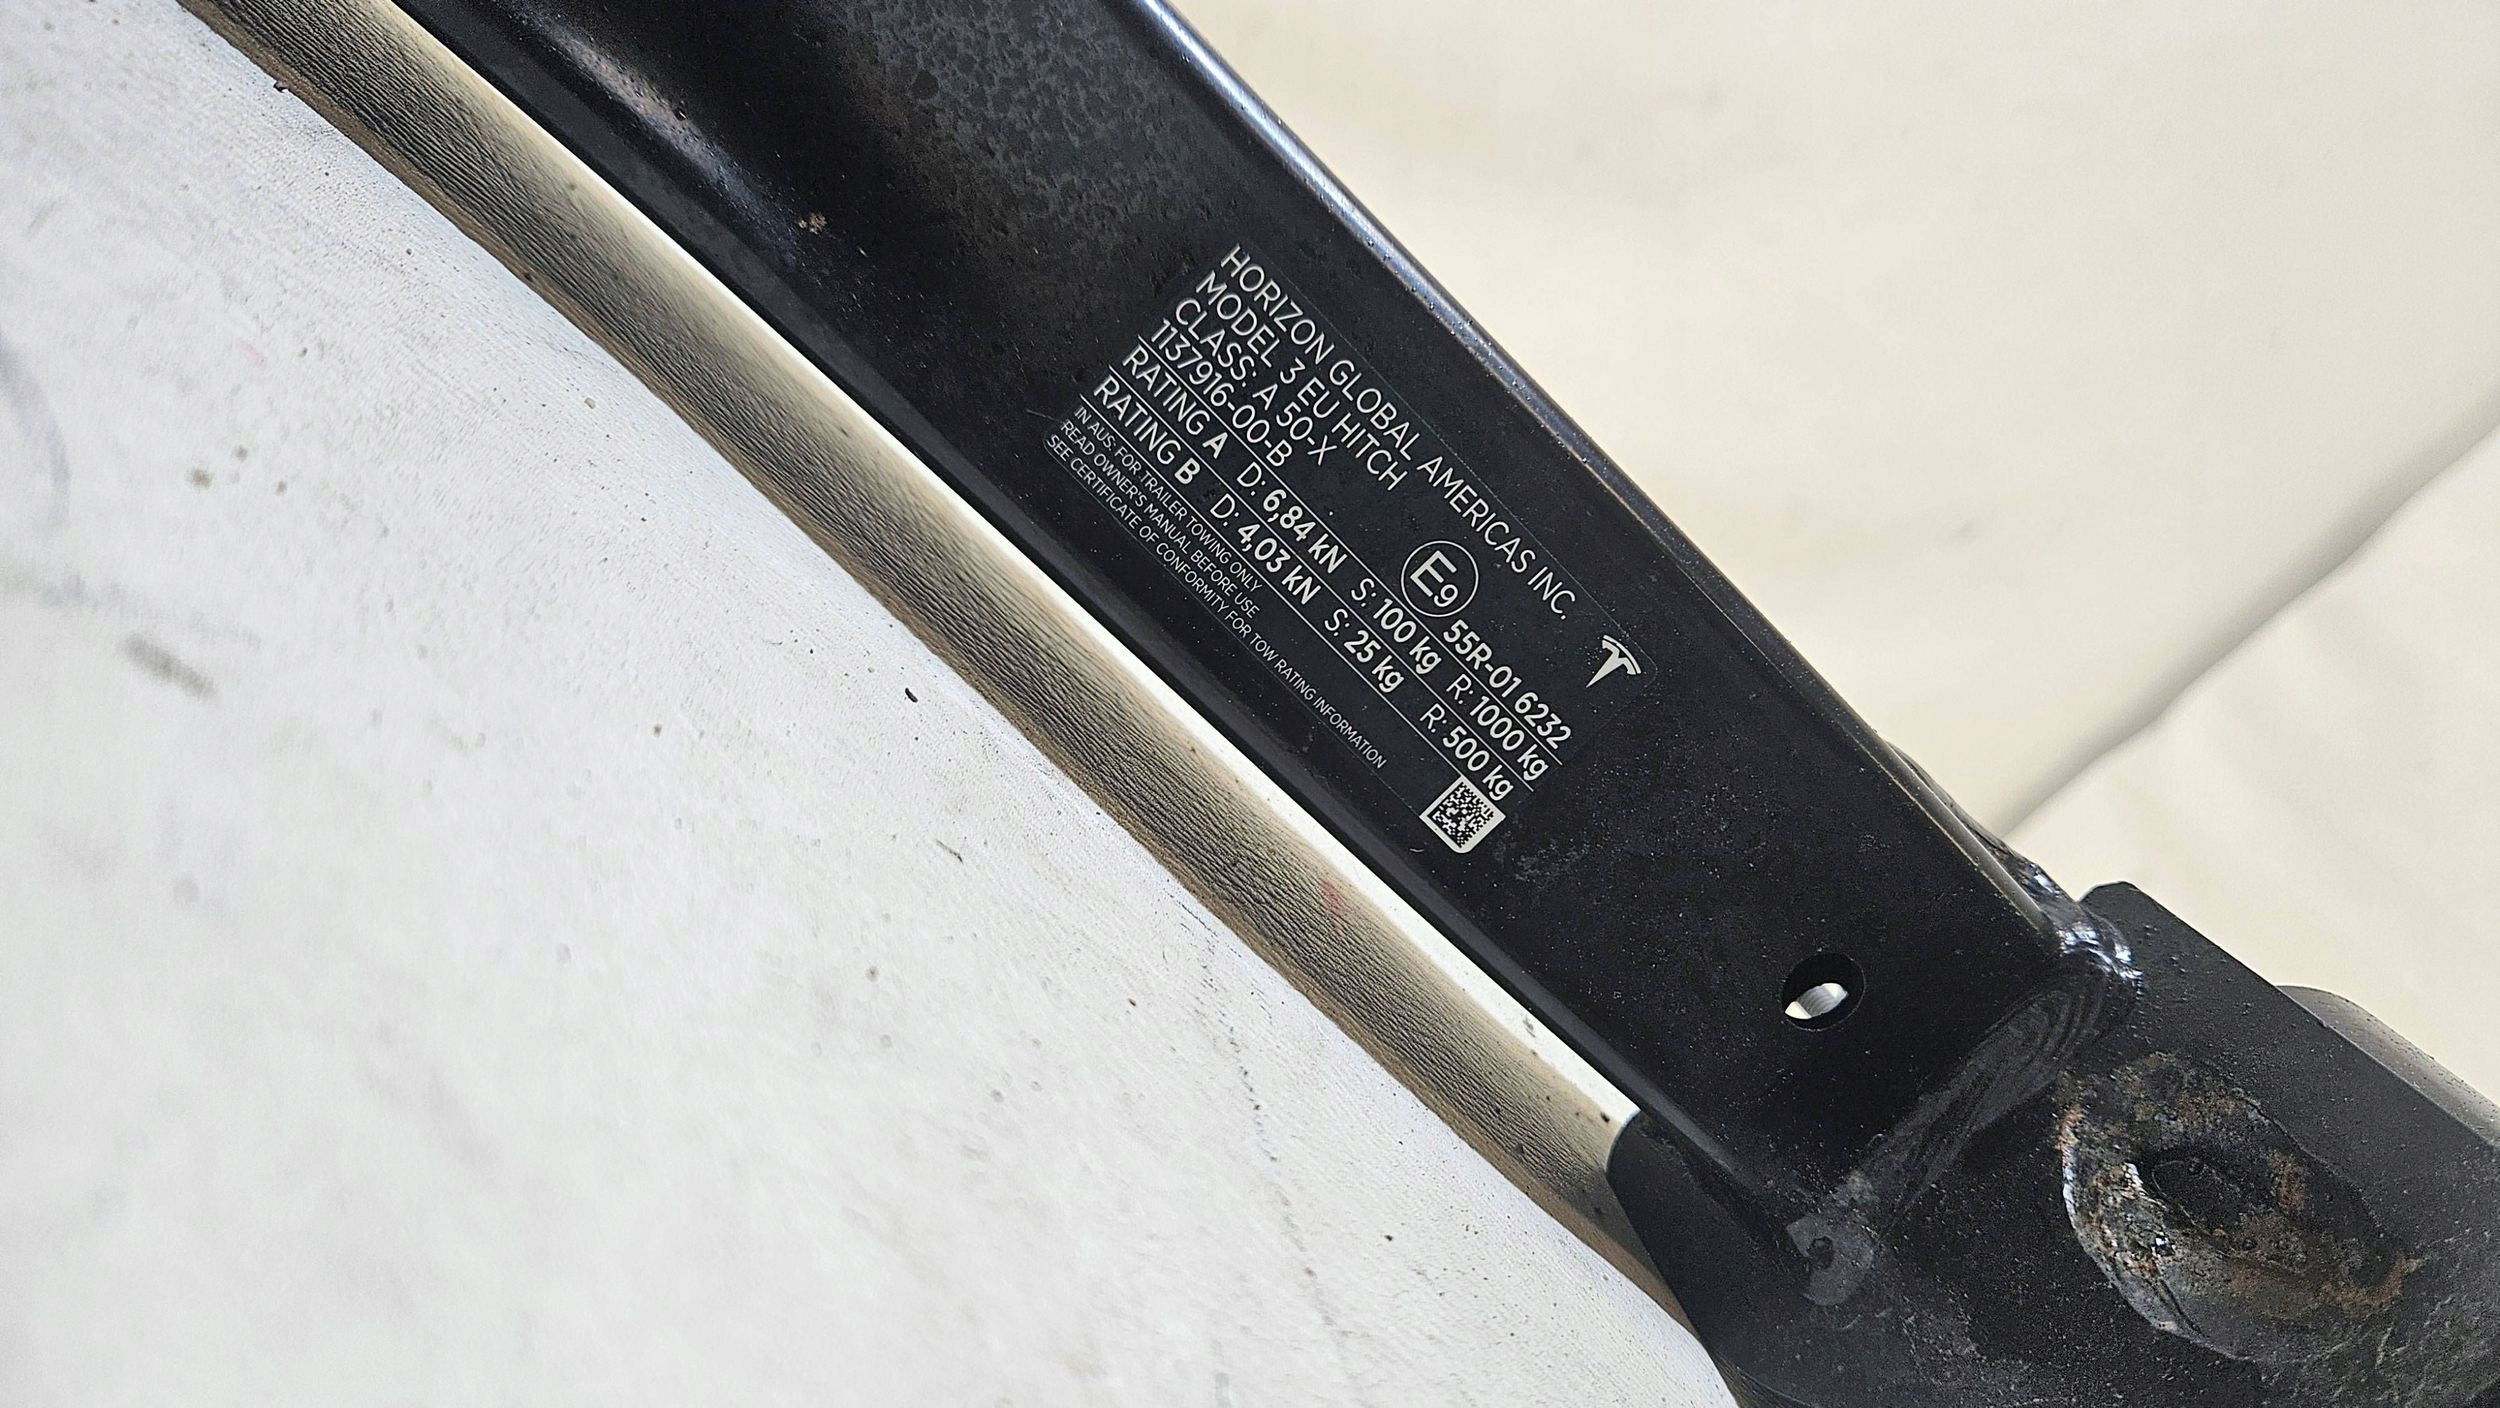 HORIZON GLOBAL AMERICAS INC.
MODEL 3 EU HITCH
CLASS: A 50-X
1137916-00-B
E9 55R-01 6232
RATING A D: 6,84 kN S: 100 kg R: 1000 kg
RATING B D: 4,03 kN S: 25 kg R: 500 kg
IN AUS. FOR TRAILER TOWING ONLY
READ OWNER'S MANUAL BEFORE USE
SEE CERTIFICATE OF CONFORMITY FOR TOW RATING INFORMATION